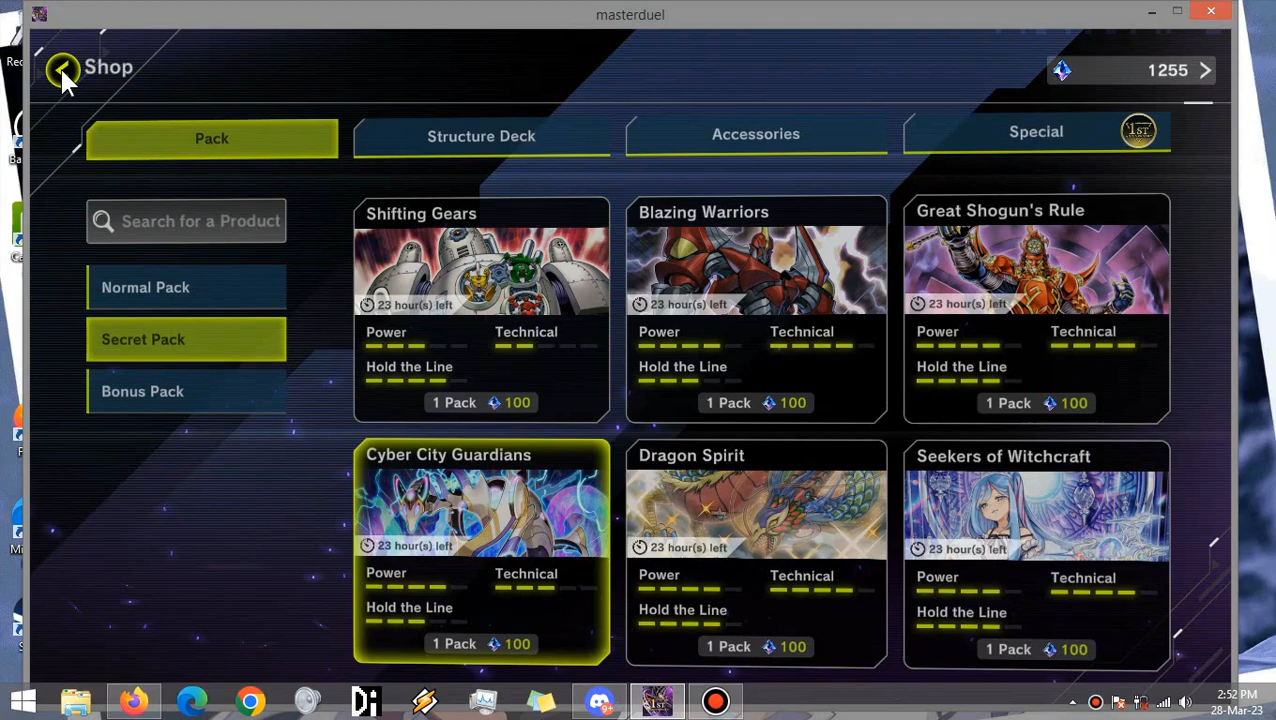 masterduel
Shop
1255
Pack
Structure Deck
Accessories
Special
1st
Search for a Product
Normal Pack
Secret Pack
Bonus Pack
Shifting Gears
23 hour(s) left
Power
Technical
Hold the Line
1 Pack 100
Blazing Warriors
23 hour(s) left
Power
Technical
Hold the Line
1 Pack 100
Great Shogun's Rule
23 hour(s) left
Power
Technical
Hold the Line
1 Pack 100
Cyber City Guardians
23 hour(s) left
Power
Technical
Hold the Line
1 Pack 100
Dragon Spirit
23 hour(s) left
Power
Technical
Hold the Line
1 Pack 100
Seekers of Witchcraft
23 hour(s) left
Power
Technical
Hold the Line
1 Pack 100
Di
9+
1st
2:52 PM
28-Mar-23